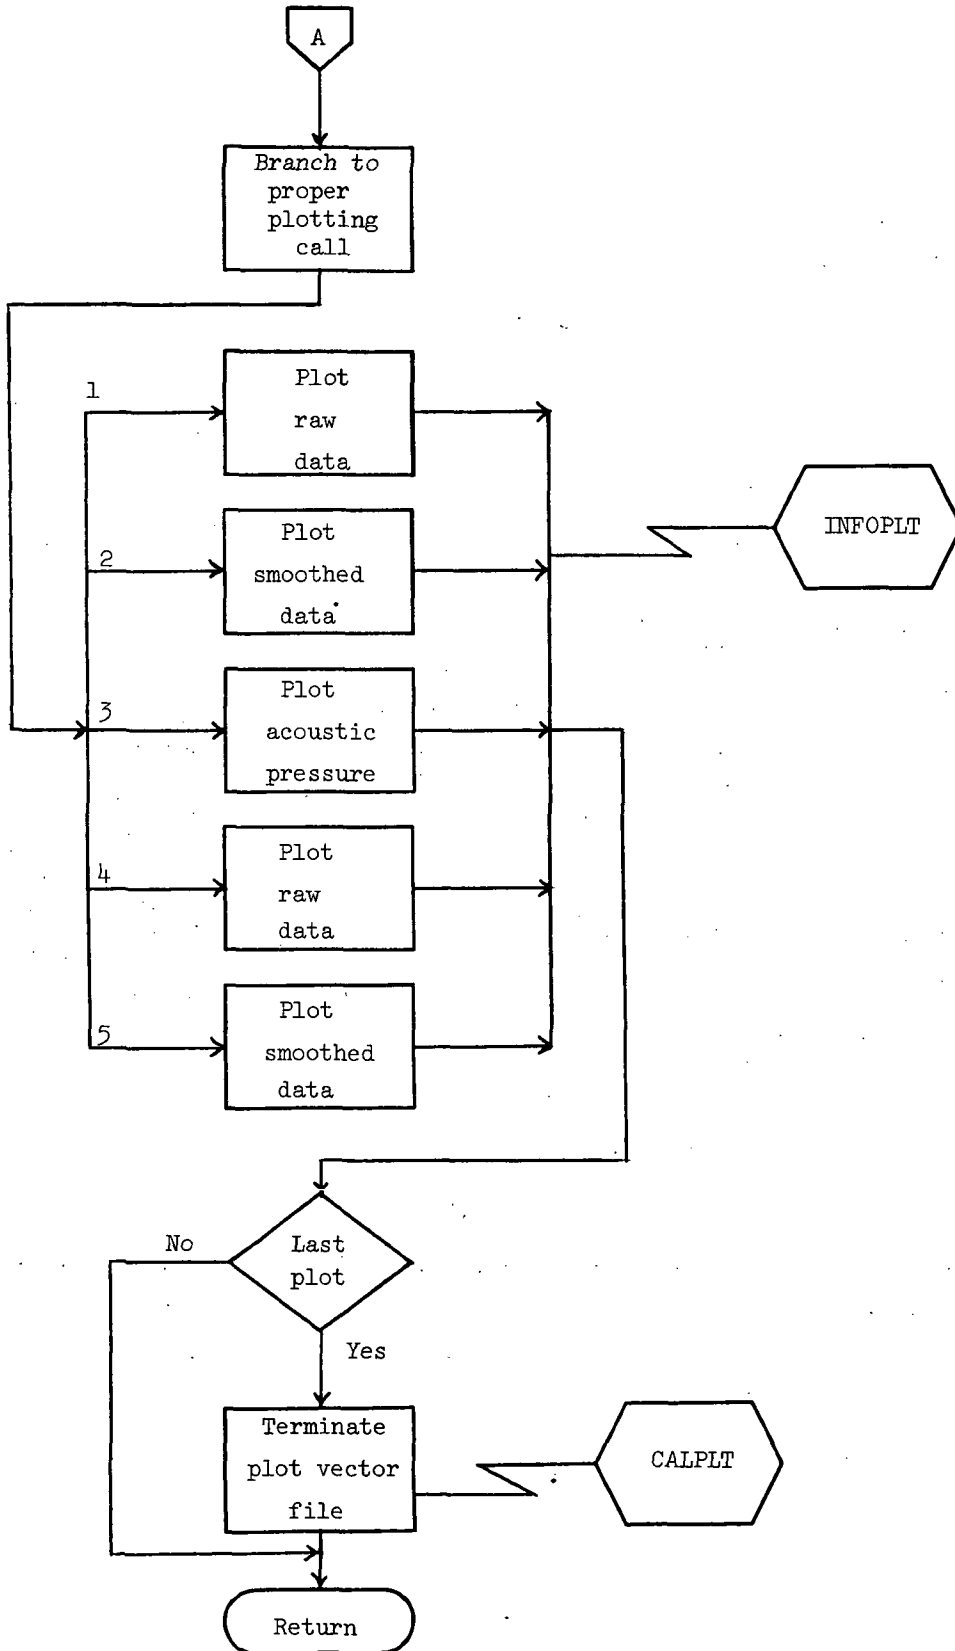 A
Branch to
proper
plotting
call
1
Plot
raw
data
2
Plot
smoothed
data
INFOPLT
3
Plot
acoustic
pressure
4
Plot
raw
data
5
Plot
smoothed
data
No
Last
plot
Yes
Terminate
plot vector
file
CALPLT
Return